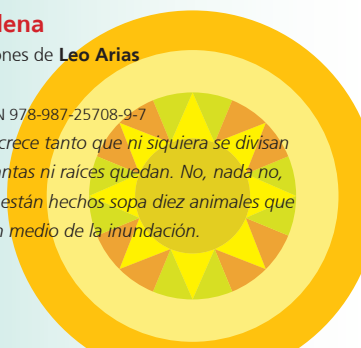 lena
ones de Leo Arias
N 978-987-25708-9-7
crece tanto que ni siquiera se divisan
antas ni raíces quedan. No, nada no,
están hechos sopa diez animales que
n medio de la inundación.